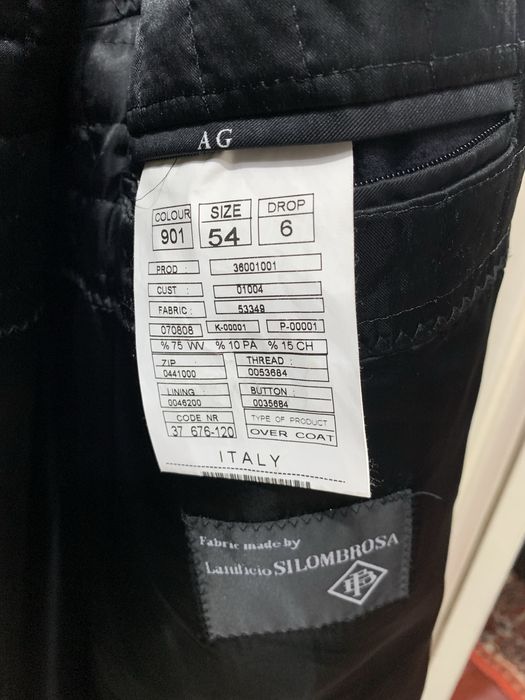 AG
COLOUR SIZE DROP
901 54 6
PROD : 36001001
CUST : 01004
FABRIC : 53349
070808 K-00001 P-00001
% 75 WV % 10 PA % 15 CH
ZIP : THREAD :
0441000 0053684
LINING : BUTTON :
0046200 0035684
CODE NR TYPE OF PRODUCT
37 676-120 OVER COAT
ITALY
Fabric made by
Lanificio SILOMBROSA